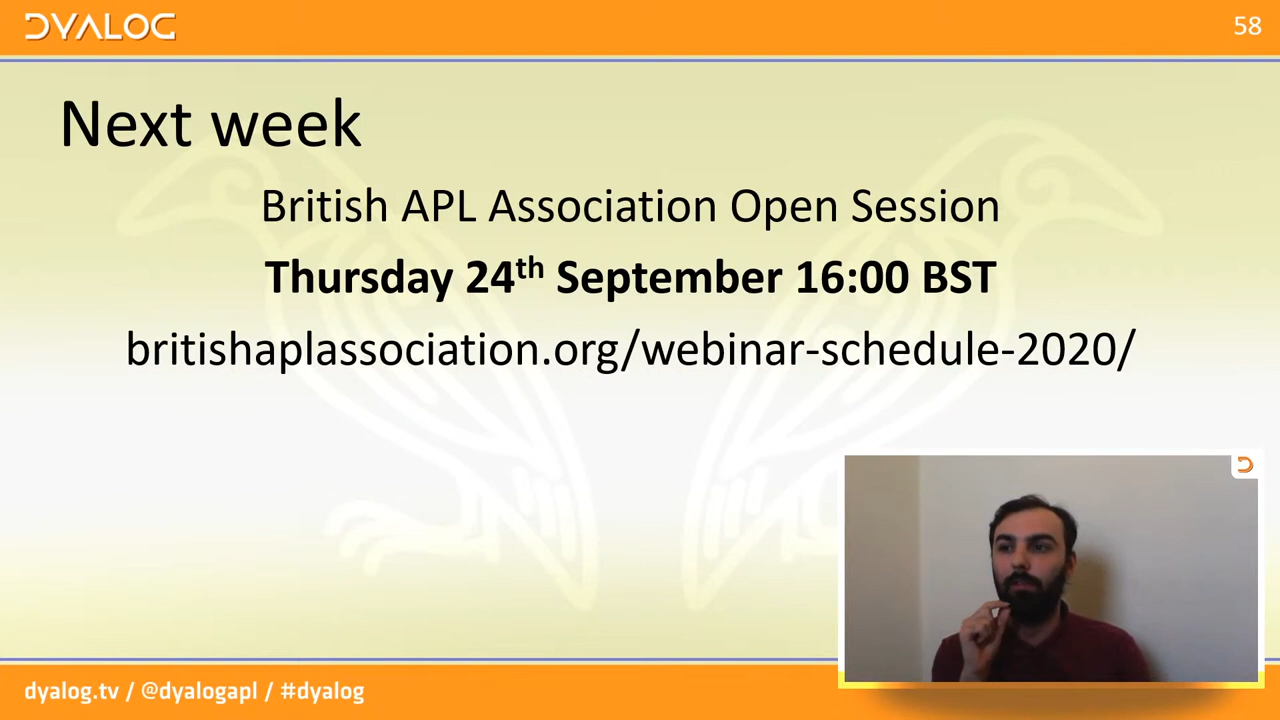 DYALOG
58
Next week
British APL Association Open Session
Thursday 24th September 16:00 BST
britishaplassociation.org/webinar-schedule-2020/
dyalog.tv / @dyalogapl / #dyalog